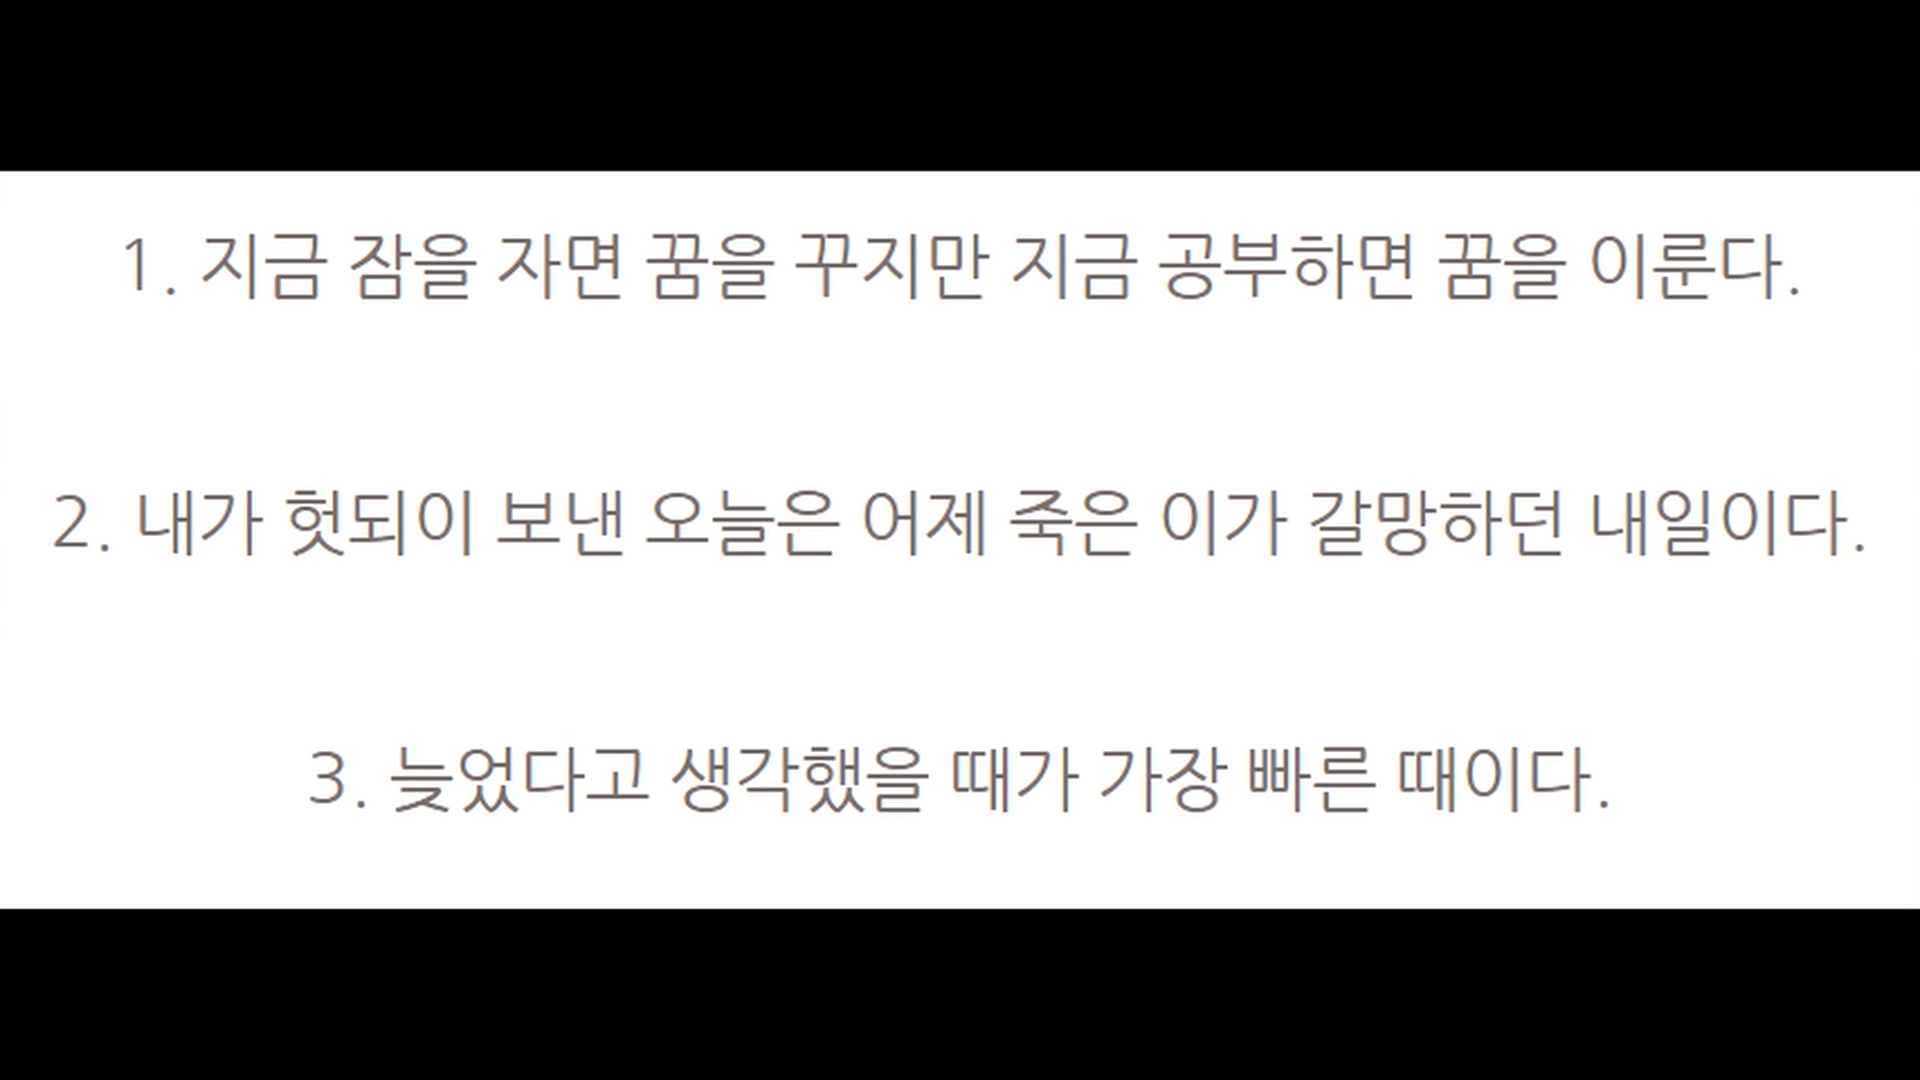 1. 지금 잠을 자면 꿈을 꾸지만 지금 공부하면 꿈을 이룬다.
2. 내가 헛되이 보낸 오늘은 어제 죽은 이가 갈망하던 내일이다.
3. 늦었다고 생각했을 때가 가장 빠른 때이다.